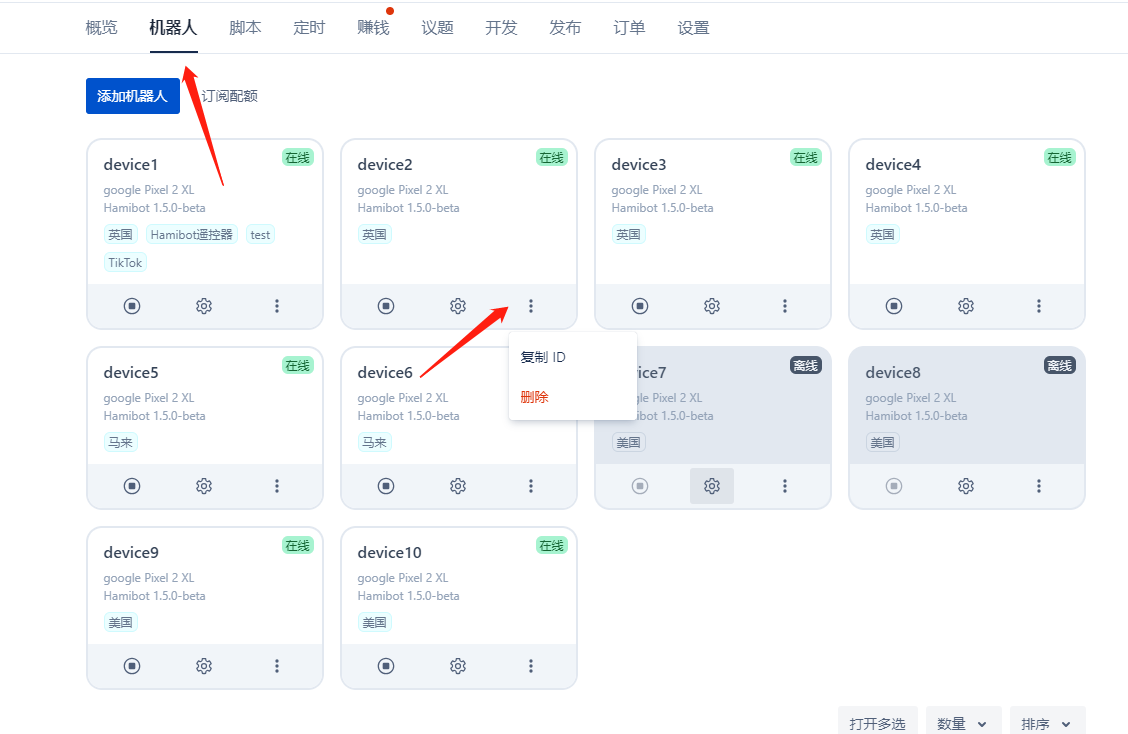 概览 机器人 脚本 定时 赚钱 议题 开发 发布 订单 设置
添加机器人 订阅配额
device1 在线
google Pixel 2 XL
Hamibot 1.5.0-beta
英国 Hamibot遥控器 test
TikTok
device2 在线
google Pixel 2 XL
Hamibot 1.5.0-beta
英国
device3 在线
google Pixel 2 XL
Hamibot 1.5.0-beta
英国
device4 在线
google Pixel 2 XL
Hamibot 1.5.0-beta
英国
复制 ID
删除
device5 在线
google Pixel 2 XL
Hamibot 1.5.0-beta
马来
device6
google Pixel 2 XL
Hamibot 1.5.0-beta
马来
ice7 离线
gle Pixel 2 XL
ibot 1.5.0-beta
美国
device8 离线
google Pixel 2 XL
Hamibot 1.5.0-beta
美国
device9 在线
google Pixel 2 XL
Hamibot 1.5.0-beta
美国
device10 在线
google Pixel 2 XL
Hamibot 1.5.0-beta
美国
打开多选 数量 排序